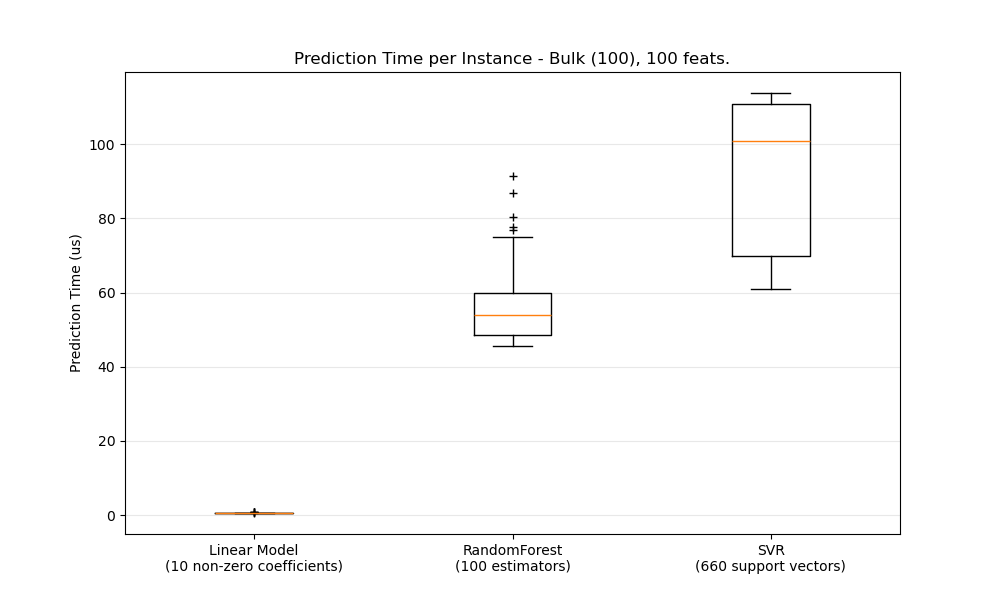 Prediction Time per Instance - Bulk (100), 100 feats.
Prediction Time (us)
100
80
60
40
20
0
Linear Model
(10 non-zero coefficients)
RandomForest
(100 estimators)
SVR
(660 support vectors)